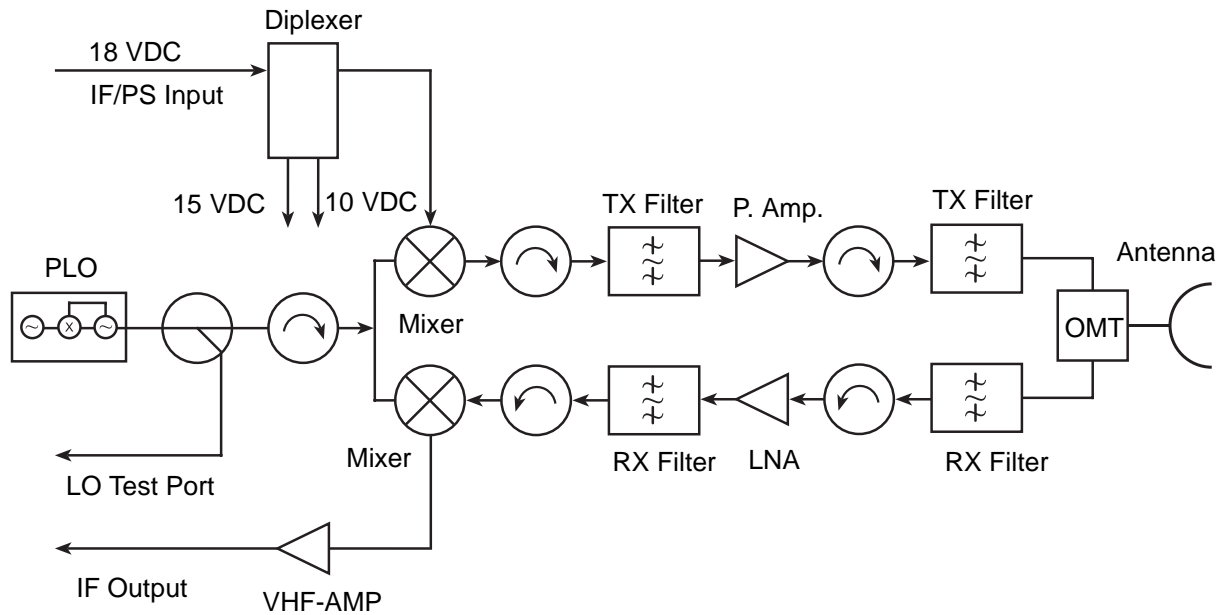 Diplexer
18 VDC
IF/PS Input
15 VDC
10 VDC
TX Filter
P. Amp.
TX Filter
Antenna
PLO
~ X ~
Mixer
OMT
Mixer
RX Filter
LNA
RX Filter
LO Test Port
IF Output
VHF-AMP